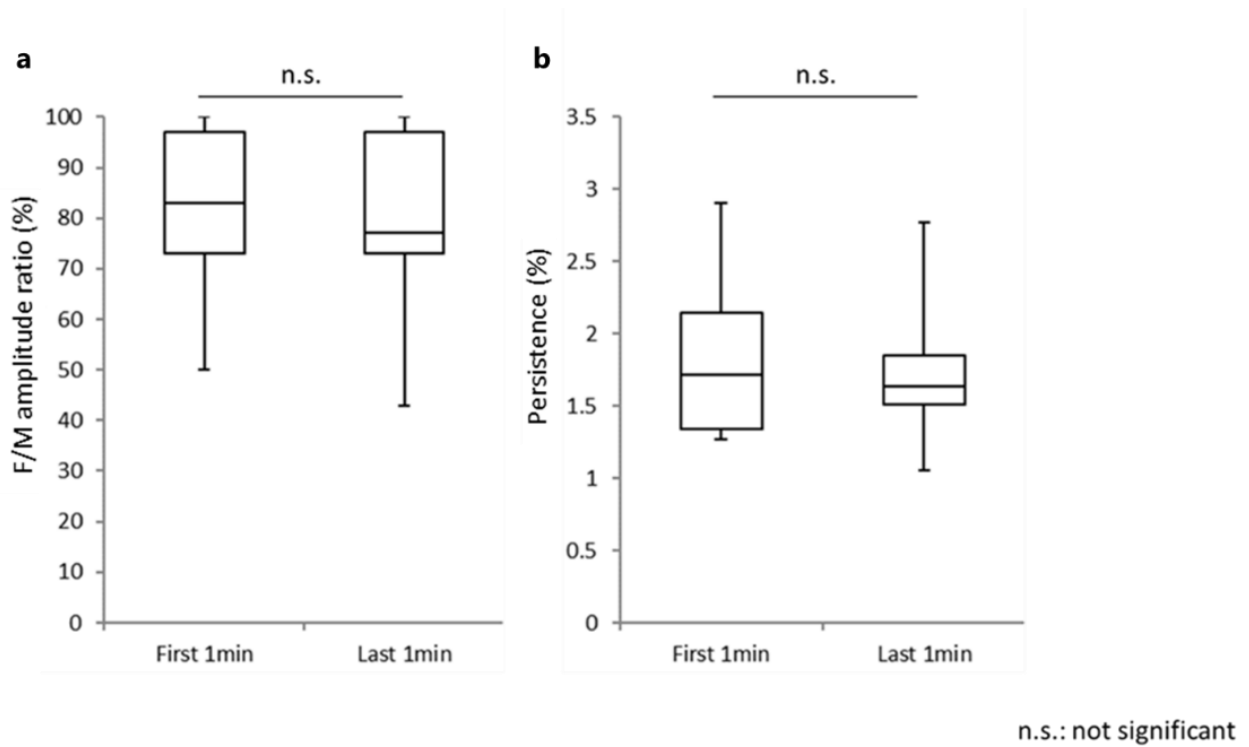 a
n.s.
F/M amplitude ratio (%)
100
90
80
70
60
50
40
30
20
10
0
First 1min
Last 1min
b
n.s.
Persistence (%)
3.5
3
2.5
2
1.5
1
0.5
0
First 1min
Last 1min
n.s.: not significant